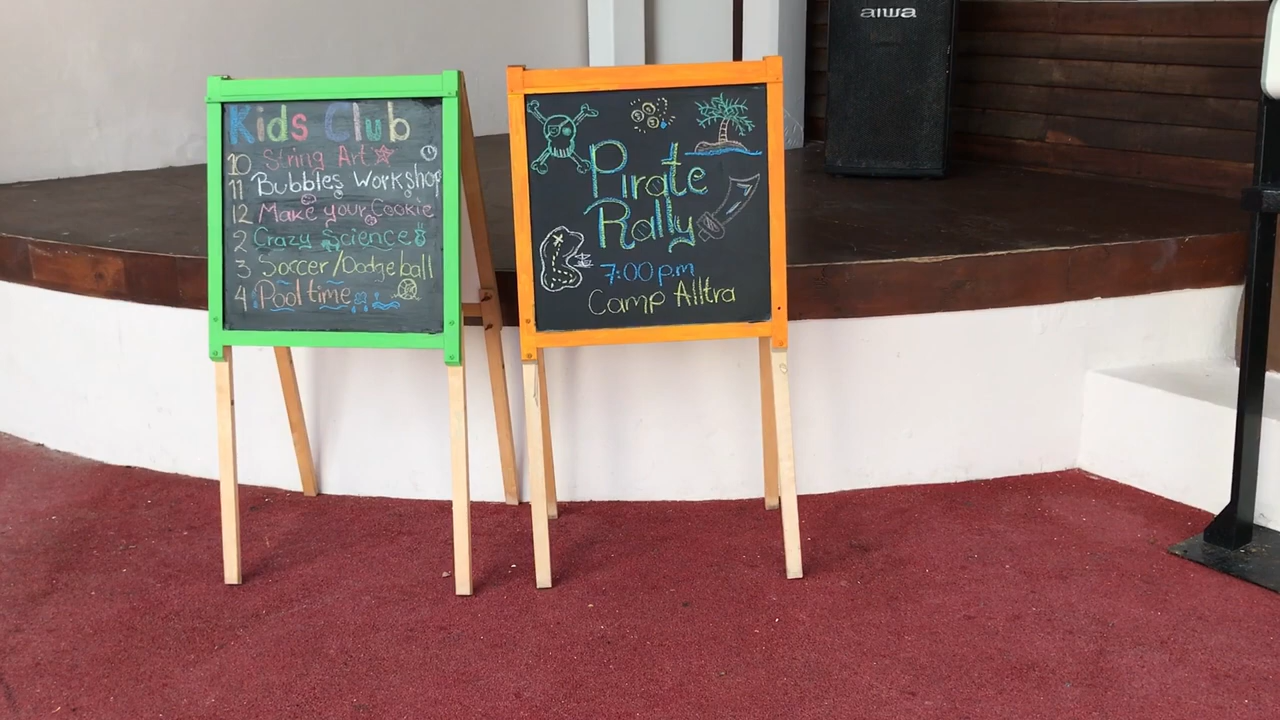 Kids Club
10 String Art
11 Bubbles Workshop
12 Make your Cookie
2 Crazy Science
3 Soccer/Dodgeball
4 Pool time
Pirate
Rally
7:00 p.m
Camp Alltra
aiwa